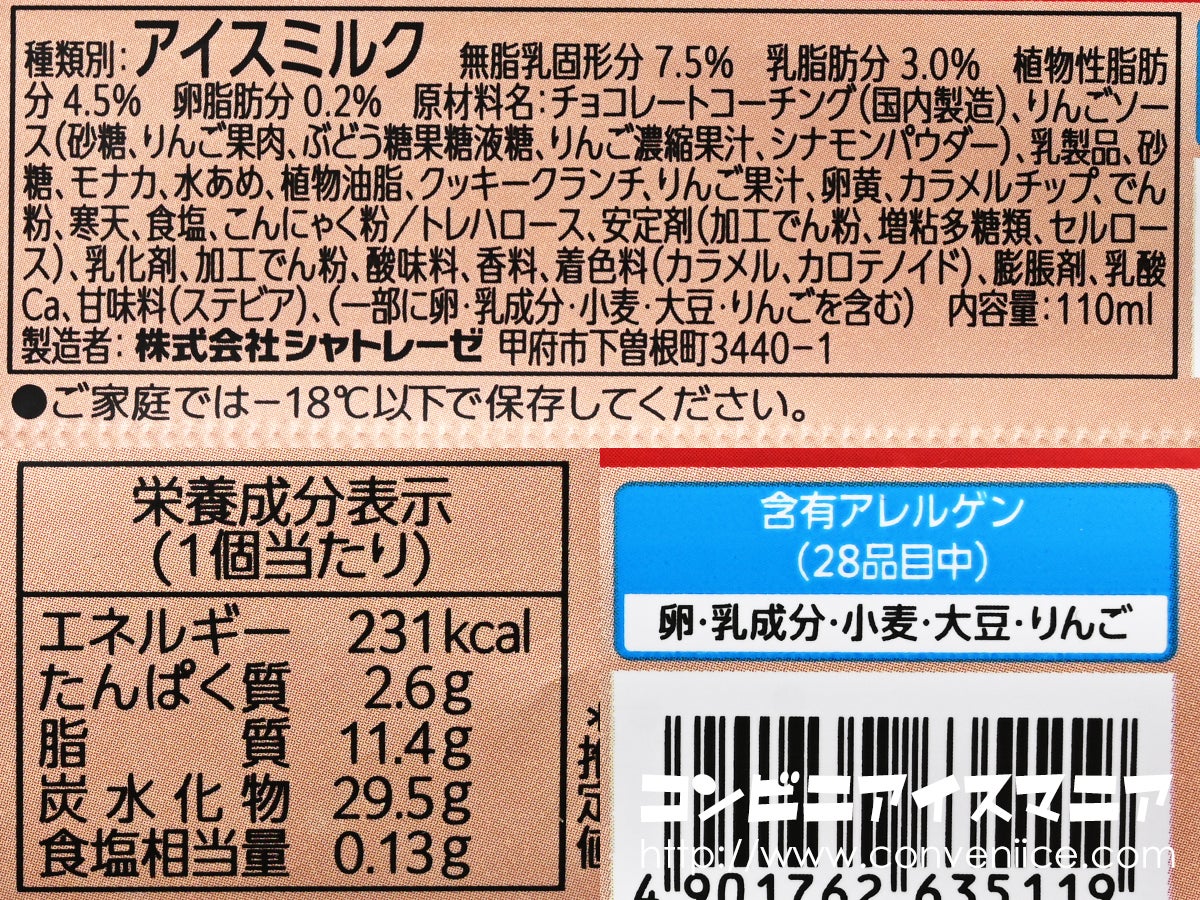 種類別:アイスミルク 無脂乳固形分 7.5% 乳脂肪分 3.0% 植物性脂肪
分 4.5% 卵脂肪分 0.2% 原材料名:チョコレートコーチング(国内製造)、りんごソー
ス(砂糖、りんご果肉、ぶどう糖果糖液糖、りんご濃縮果汁、シナモンパウダー)、乳製品、砂
糖、モナカ、水あめ、植物油脂、クッキークランチ、りんご果汁、卵黄、カラメルチップ、でん
粉、寒天、食塩、こんにゃく粉/トレハロース、安定剤(加工でん粉、増粘多糖類、セルロー
ス)、乳化剤、加工でん粉、酸味料、香料、着色料(カラメル、カロテノイド)、膨脹剤、乳酸
Ca、甘味料(ステビア)、(一部に卵・乳成分・小麦・大豆・りんごを含む) 内容量:110ml
製造者: 株式会社シャトレーゼ 甲府市下曽根町3440-1
●ご家庭では−18℃以下で保存してください。
栄養成分表示
(1個当たり)
エネルギー 231kcal
たんぱく質 2.6g
脂質 11.4g
炭水化物 29.5g
食塩相当量 0.13g
含有アレルゲン
(28品目中)
卵・乳成分・小麦・大豆・りんご
コンビニアイスマニア
http://www.conveniice.com
4 901762 635119